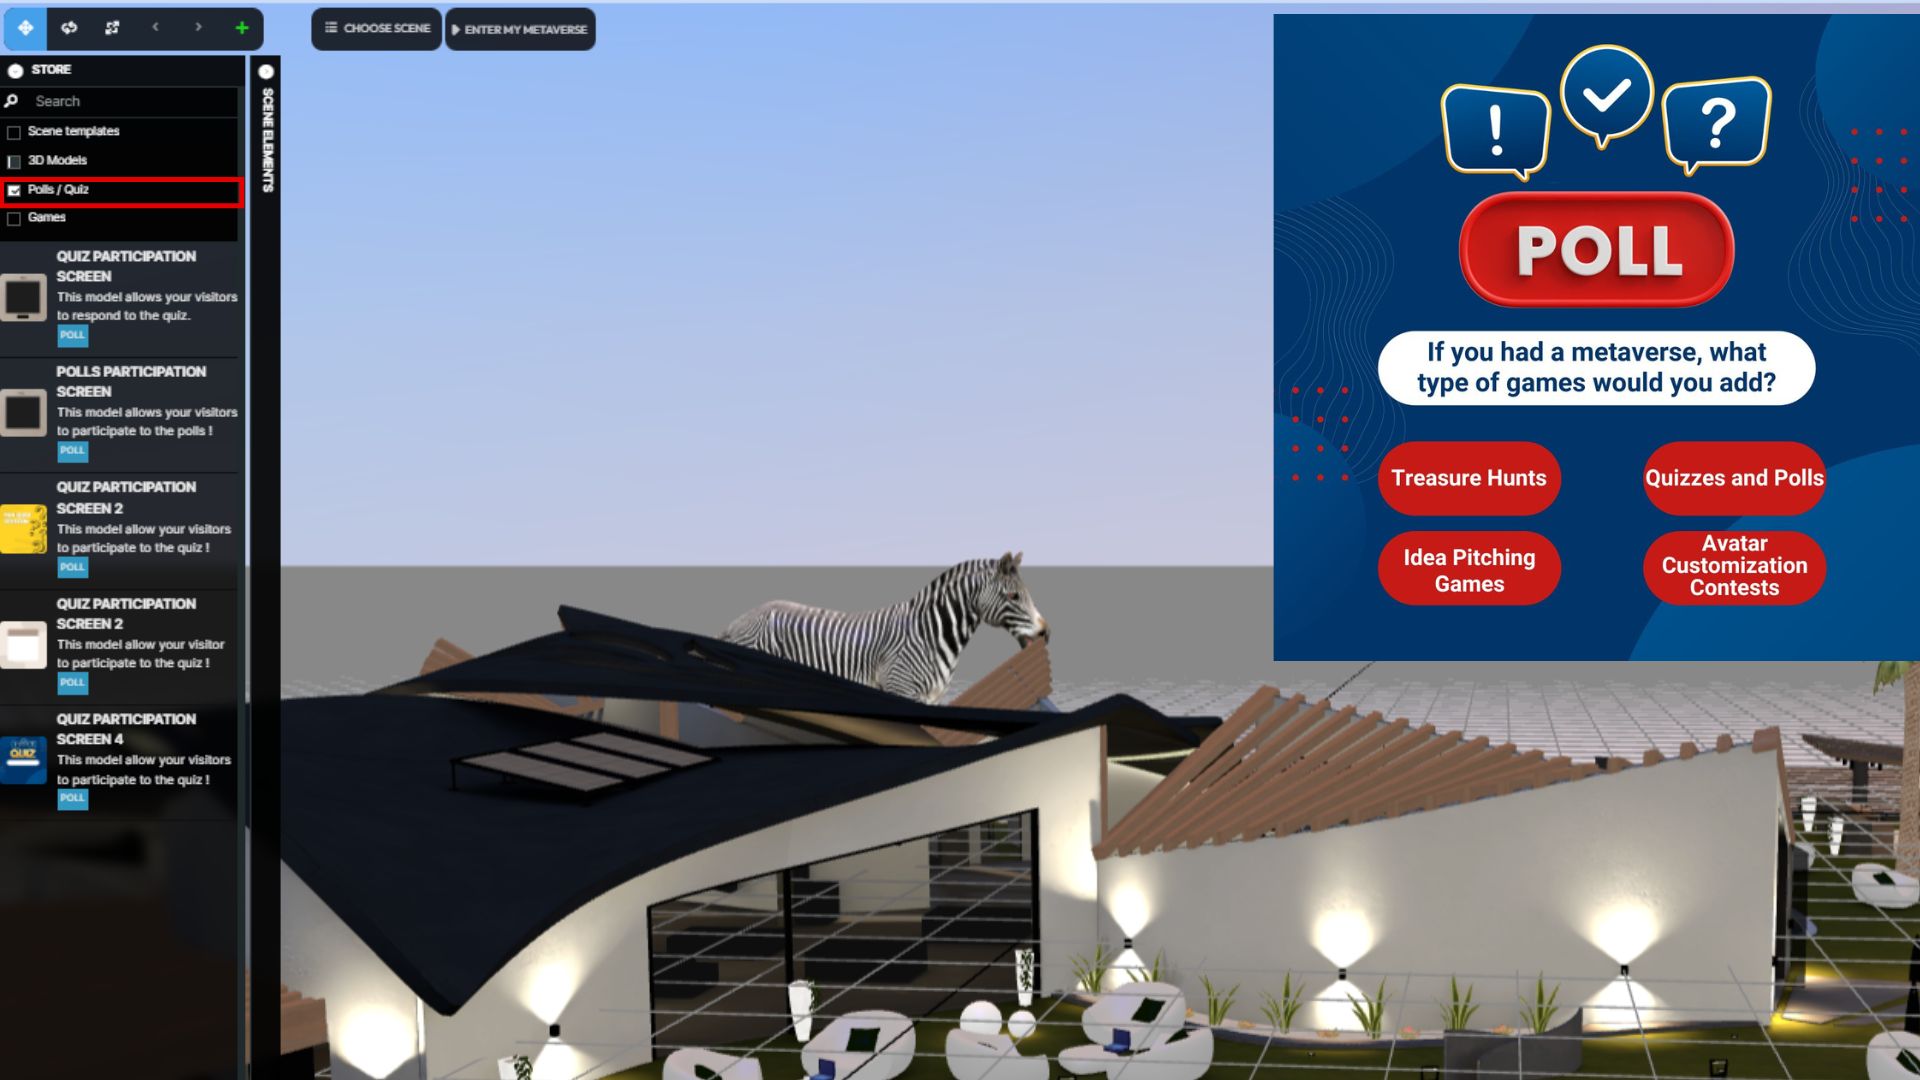 CHOOSE SCENE
ENTER MY METAVERSE
STORE
Search
Scene templates
3D Models
Polls / Quiz
Games
SCENE ELEMENTS
QUIZ PARTICIPATION
SCREEN
This model allows your visitors
to respond to the quiz.
POLL
POLLS PARTICIPATION
SCREEN
This model allows your visitors
to participate to the polls !
POLL
QUIZ PARTICIPATION
SCREEN 2
This model allow your visitors
to participate to the quiz !
POLL
QUIZ PARTICIPATION
SCREEN 2
This model allow your visitor
to participate to the quiz !
POLL
QUIZ PARTICIPATION
SCREEN 4
This model allow your visitors
to participate to the quiz !
POLL
QUIZ
!
?
POLL
If you had a metaverse, what
type of games would you add?
Treasure Hunts
Quizzes and Polls
Idea Pitching
Games
Avatar
Customization
Contests